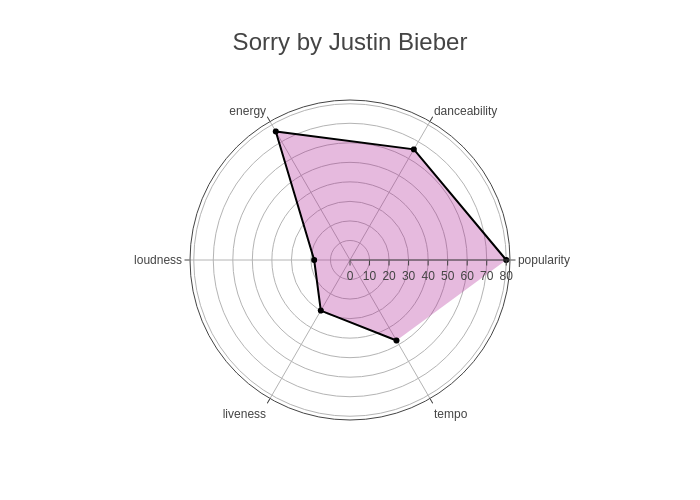 Sorry by Justin Bieber
energy
danceability
loudness
popularity
0 10 20 30 40 50 60 70 80
liveness
tempo